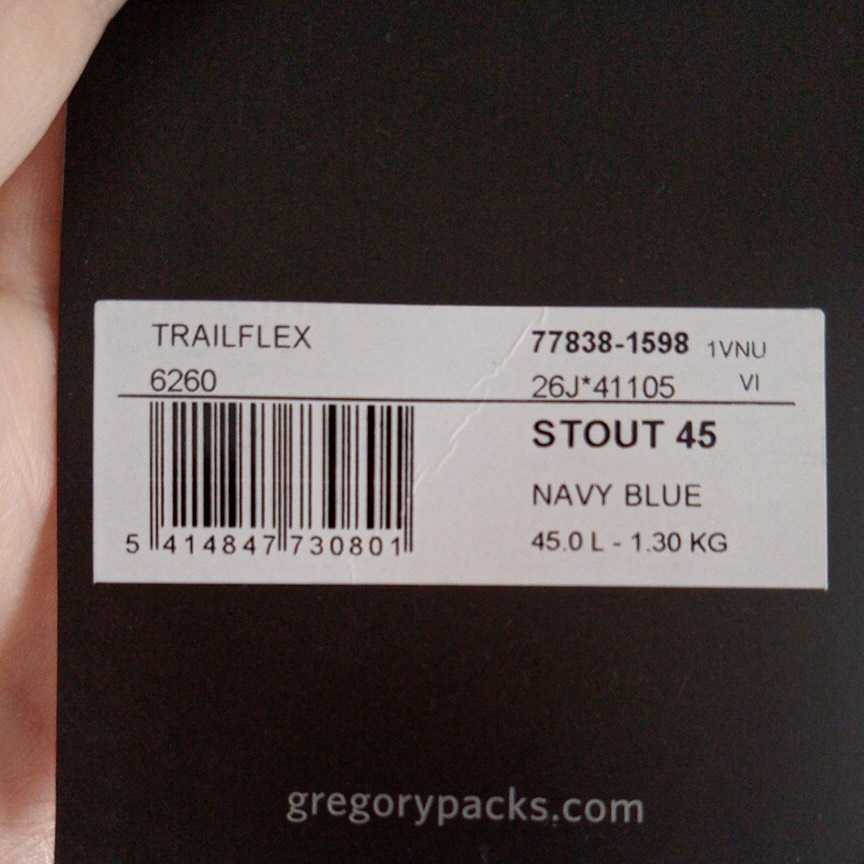 TRAILFLEX
6260
77838-1598 1VNU
26J*41105 VI
STOUT 45
NAVY BLUE
45.0 L - 1.30 KG
5 414847 730801
gregorypacks.com